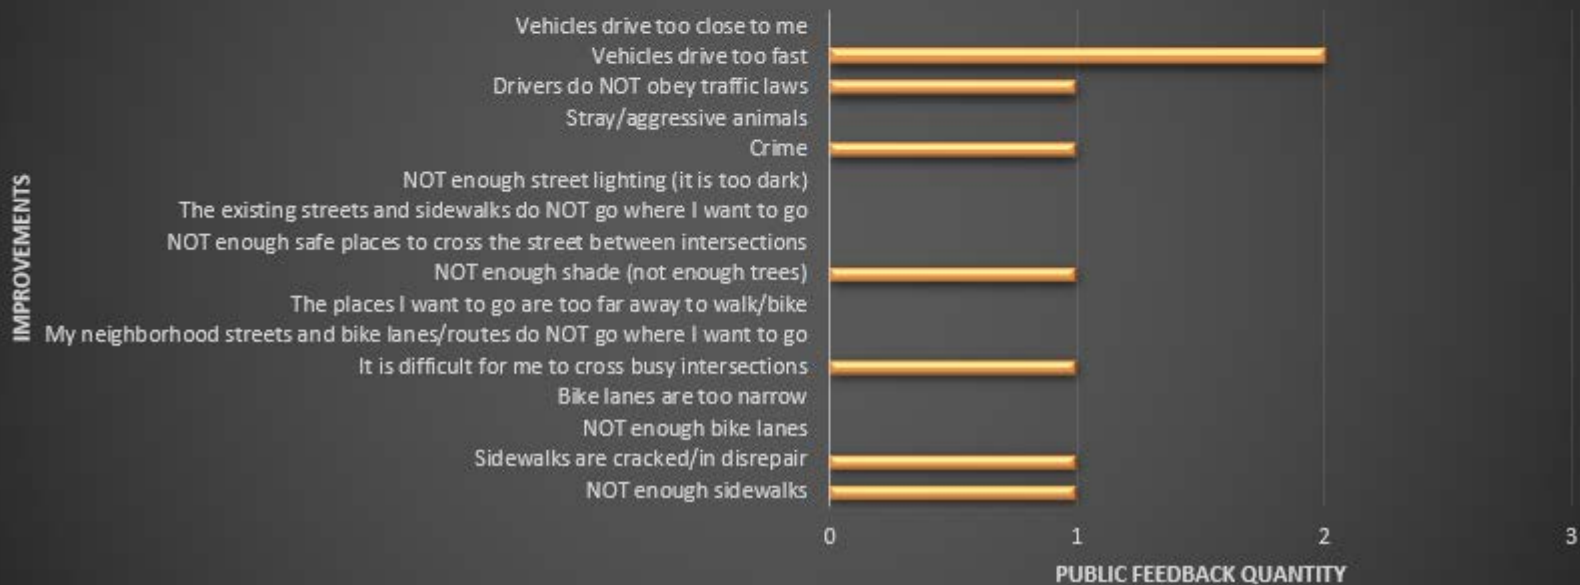 Vehicles drive too close to me
Vehicles drive too fast
Drivers do NOT obey traffic laws
Stray/aggressive animals
Crime
NOT enough street lighting (it is too dark)
The existing streets and sidewalks do NOT go where I want to go
NOT enough safe places to cross the street between intersections
NOT enough shade (not enough trees)
The places I want to go are too far away to walk/bike
My neighborhood streets and bike lanes/routes do NOT go where I want to go
It is difficult for me to cross busy intersections
Bike lanes are too narrow
NOT enough bike lanes
Sidewalks are cracked/in disrepair
NOT enough sidewalks
IMPROVEMENTS
0 1 2 3
PUBLIC FEEDBACK QUANTITY